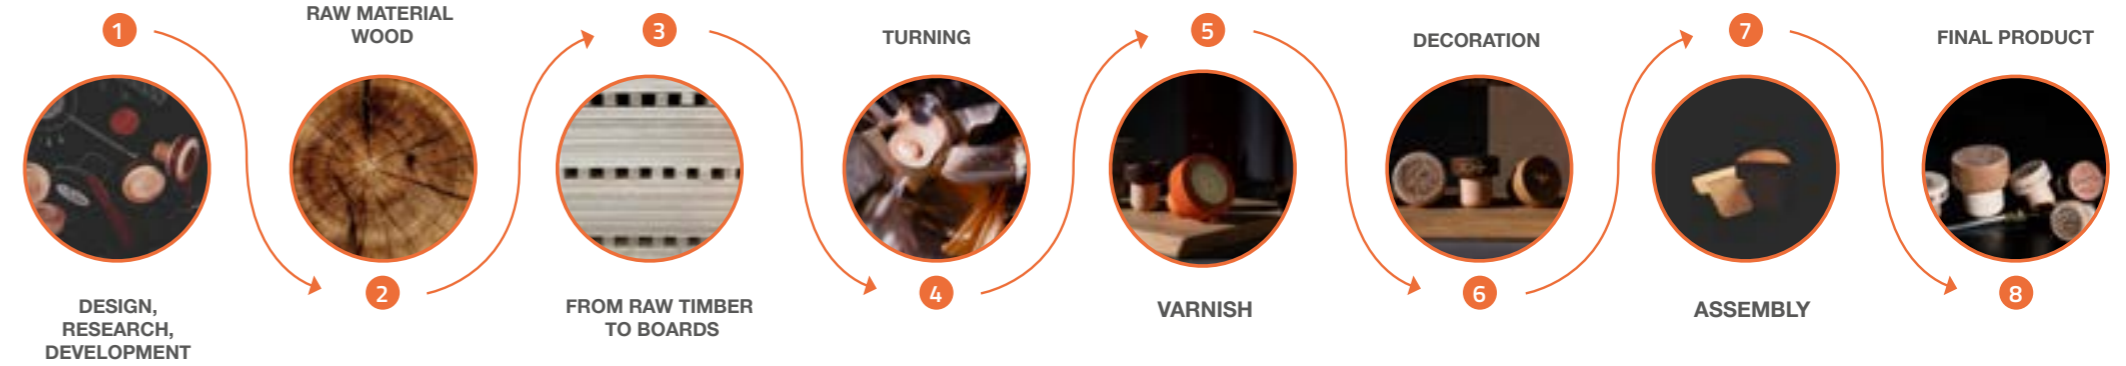 1
DESIGN,
RESEARCH,
DEVELOPMENT
RAW MATERIAL
WOOD
2
3
FROM RAW TIMBER
TO BOARDS
TURNING
4
5
VARNISH
DECORATION
6
7
ASSEMBLY
FINAL PRODUCT
8